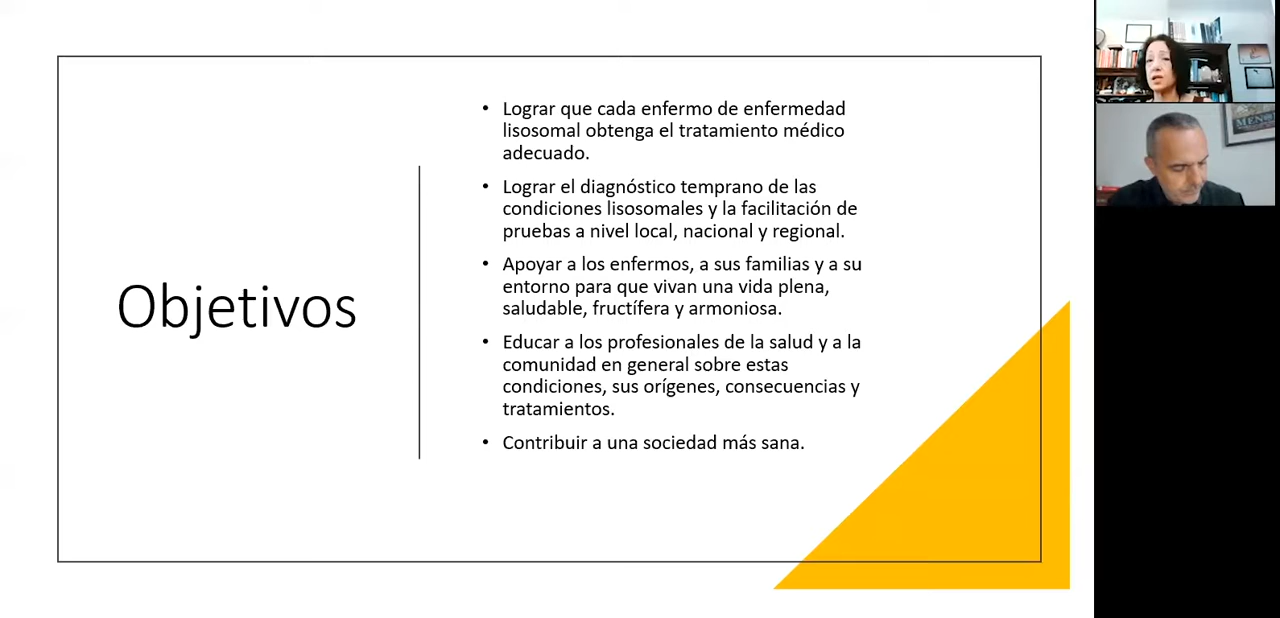 Objetivos
• Lograr que cada enfermo de enfermedad
lisosomal obtenga el tratamiento médico
adecuado.
• Lograr el diagnóstico temprano de las
condiciones lisosomales y la facilitación de
pruebas a nivel local, nacional y regional.
• Apoyar a los enfermos, a sus familias y a su
entorno para que vivan una vida plena,
saludable, fructífera y armoniosa.
• Educar a los profesionales de la salud y a la
comunidad en general sobre estas
condiciones, sus orígenes, consecuencias y
tratamientos.
• Contribuir a una sociedad más sana.